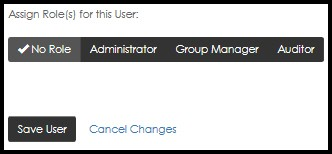 Assign Role(s) for this User:
✔No Role Administrator Group Manager Auditor
Save User Cancel Changes